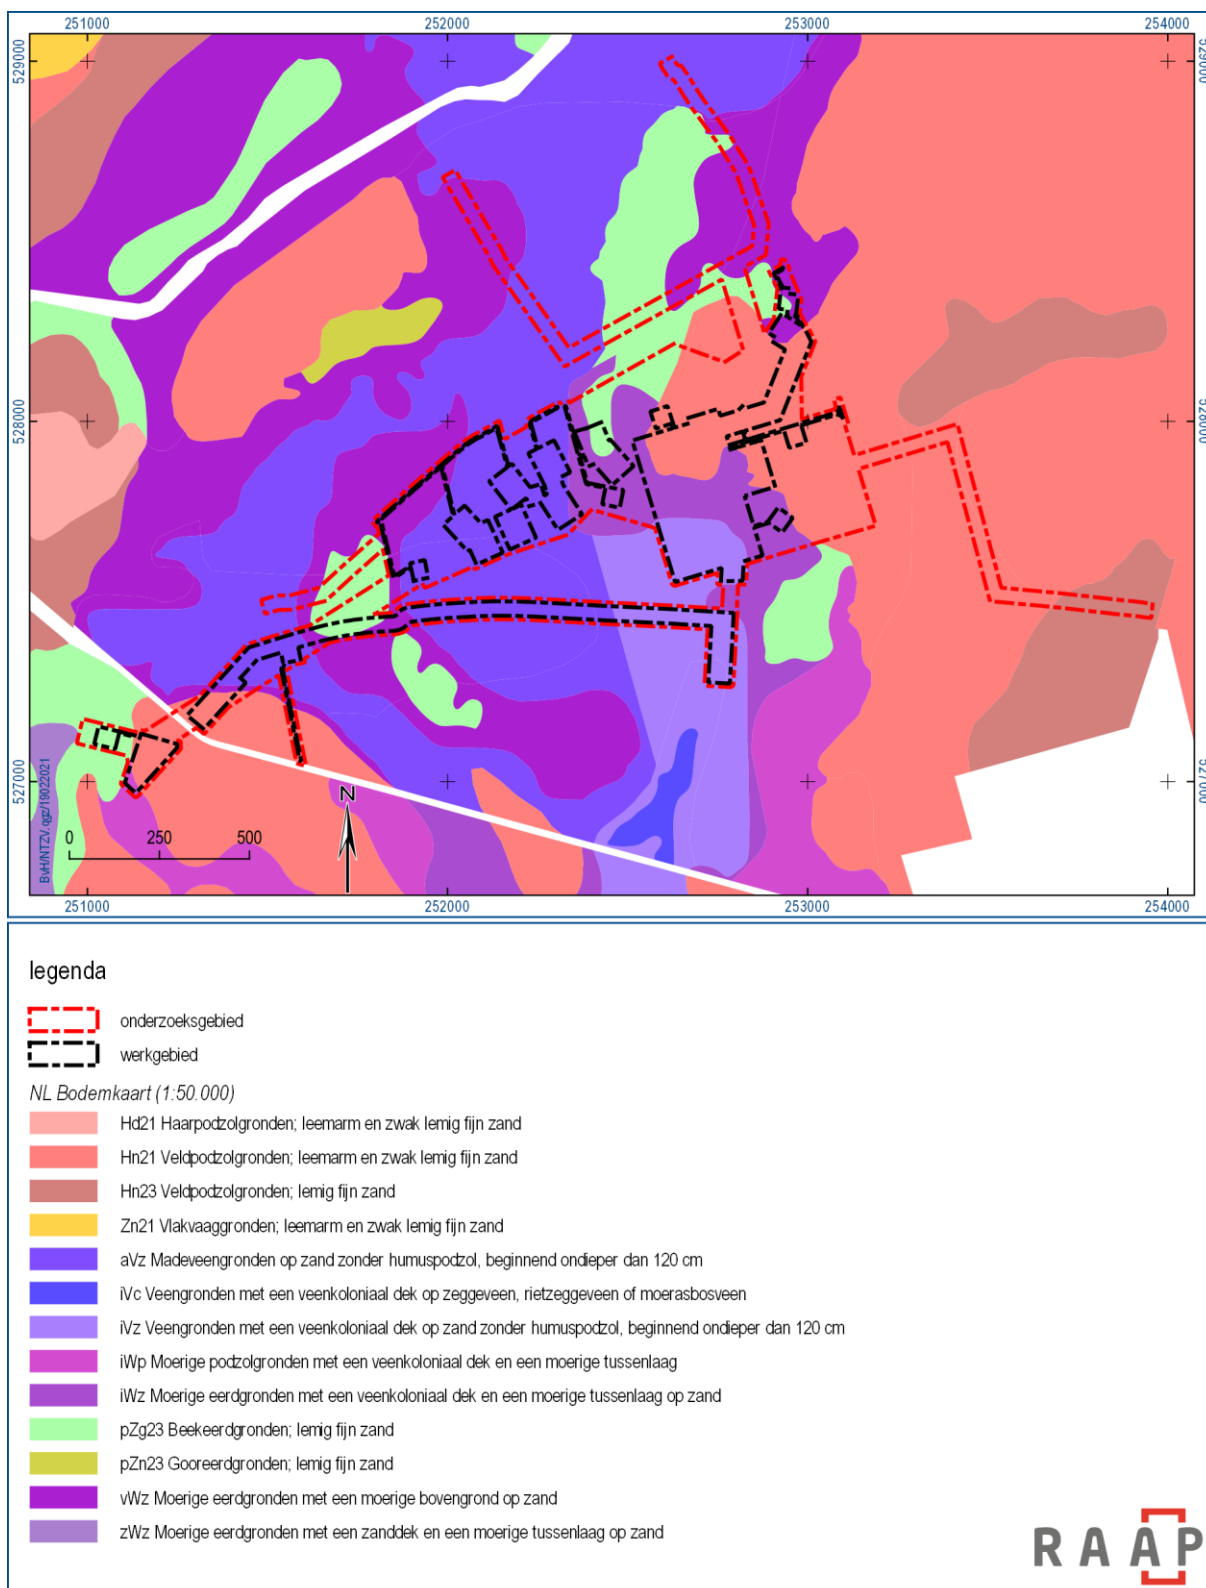 251000 252000 253000 254000
529000 529000
528000 528000
527000 527000
N
0 250 500
BvH/NTZV.qgz/19022021
251000 252000 253000 254000
legenda
onderzoeksgebied
werkgebied
NL Bodemkaart (1:50.000)
Hd21 Haarpodzolgronden; leemarm en zwak lemig fijn zand
Hn21 Veldpodzolgronden; leemarm en zwak lemig fijn zand
Hn23 Veldpodzolgronden; lemig fijn zand
Zn21 Vlakvaaggronden; leemarm en zwak lemig fijn zand
aVz Madeveengronden op zand zonder humuspodzol, beginnend ondieper dan 120 cm
iVc Veengronden met een veenkoloniaal dek op zeggeveen, rietzeggeveen of moerasbosveen
iVz Veengronden met een veenkoloniaal dek op zand zonder humuspodzol, beginnend ondieper dan 120 cm
iWp Moerige podzolgronden met een veenkoloniaal dek en een moerige tussenlaag
iWz Moerige eerdgronden met een veenkoloniaal dek en een moerige tussenlaag op zand
pZg23 Beekeerdgronden; lemig fijn zand
pZn23 Gooreerdgronden; lemig fijn zand
vWz Moerige eerdgronden met een moerige bovengrond op zand
zWz Moerige eerdgronden met een zanddek en een moerige tussenlaag op zand
RAAP